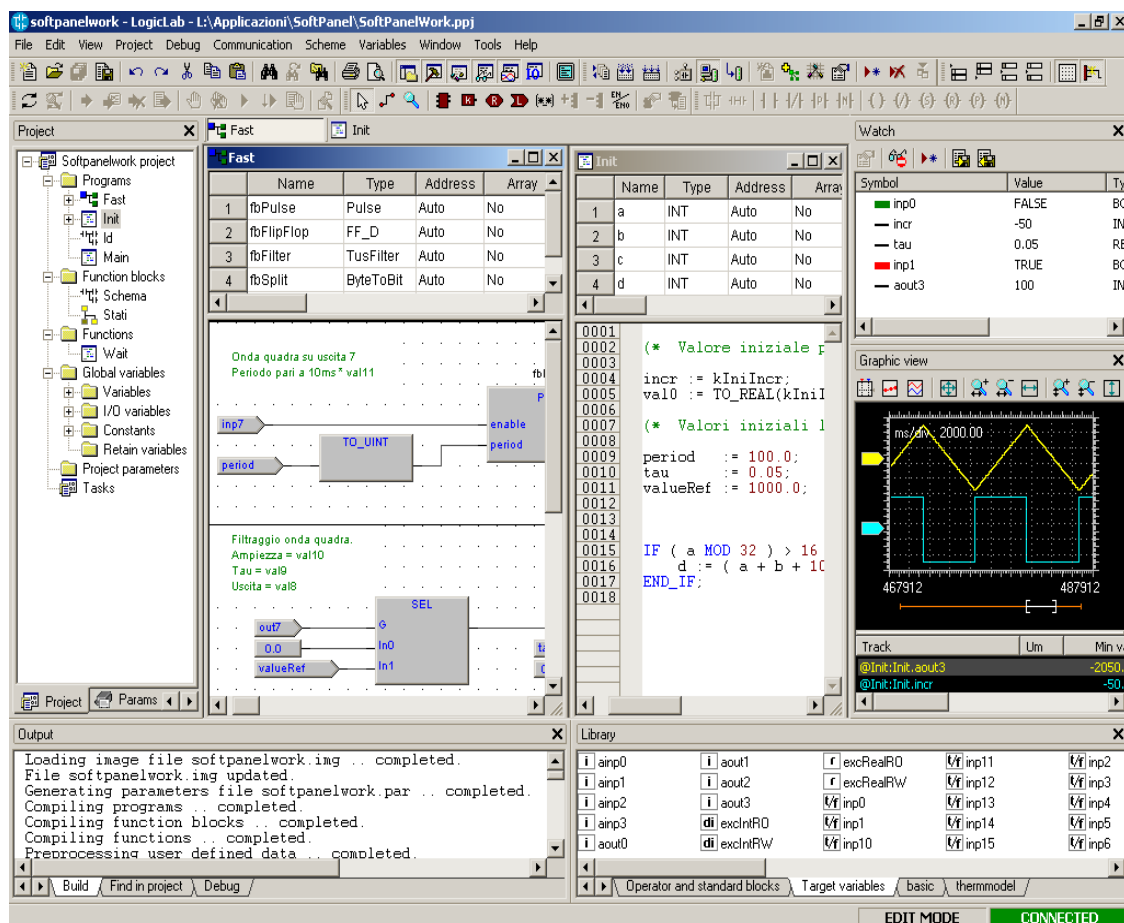 softpanelwork - LogicLab - L:\Applicazioni\SoftPanel\SoftPanelWork.ppj
File Edit View Project Debug Communication Scheme Variables Window Tools Help
EN/ENO
Project
Softpanelwork project
Programs
Fast
Init
Id
Main
Function blocks
Schema
Stati
Functions
Wait
Global variables
Variables
I/O variables
Constants
Retain variables
Project parameters
Tasks
Project Params
Fast Init
Fast
Name Type Address Array
1 fbPulse Pulse Auto No
2 fbFlipFlop FF_D Auto No
3 fbFilter TusFilter Auto No
4 fbSplit ByteToBit Auto No
Onda quadra su uscita 7
Periodo pari a 10ms* val11
inp7
period
TO_UINT
enable
period
Filtraggio onda quadra.
Ampiezza = val10
Tau = val9
Uscita = val8
SEL
out7
G
0.0
In0
valueRef
In1
Init
Name Type Address Array
1 a INT Auto No
2 b INT Auto No
3 c INT Auto No
4 d INT Auto No
0001
0002 (* Valore iniziale p
0003
0004 incr := kIniIncr;
0005 val0 := TO_REAL(kIniI
0006
0007 (* Valori iniziali l
0008
0009 period := 100.0;
0010 tau := 0.05;
0011 valueRef := 1000.0;
0012
0013
0014
0015 IF ( a MOD 32 ) > 16
0016 d := ( a + b + 10
0017 END_IF;
0018
Watch
Symbol Value Ty
inp0 FALSE BO
incr -50 IN
tau 0.05 RE
inp1 TRUE BO
aout3 100 IN
Graphic view
ms/div 2000.00
467912 487912
Track Um Min va
@Init:Init.aout3 -2050.
@Init:Init.incr -50.
Output
Loading image file softpanelwork.img .. completed.
File softpanelwork.img updated.
Generating parameters file softpanelwork.par .. completed.
Compiling programs .. completed.
Compiling function blocks .. completed.
Compiling functions .. completed.
Preprocessing user defined data .. completed.
Build Find in project Debug
Library
i ainp0 i aout1 r excRealRO t/f inp11 t/f inp2
i ainp1 i aout2 r excRealRW t/f inp12 t/f inp3
i ainp2 i aout3 t/f inp0 t/f inp13 t/f inp4
i ainp3 di excIntRO t/f inp1 t/f inp14 t/f inp5
i aout0 di excIntRW t/f inp10 t/f inp15 t/f inp6
Operator and standard blocks Target variables basic thermmodel
EDIT MODE CONNECTED